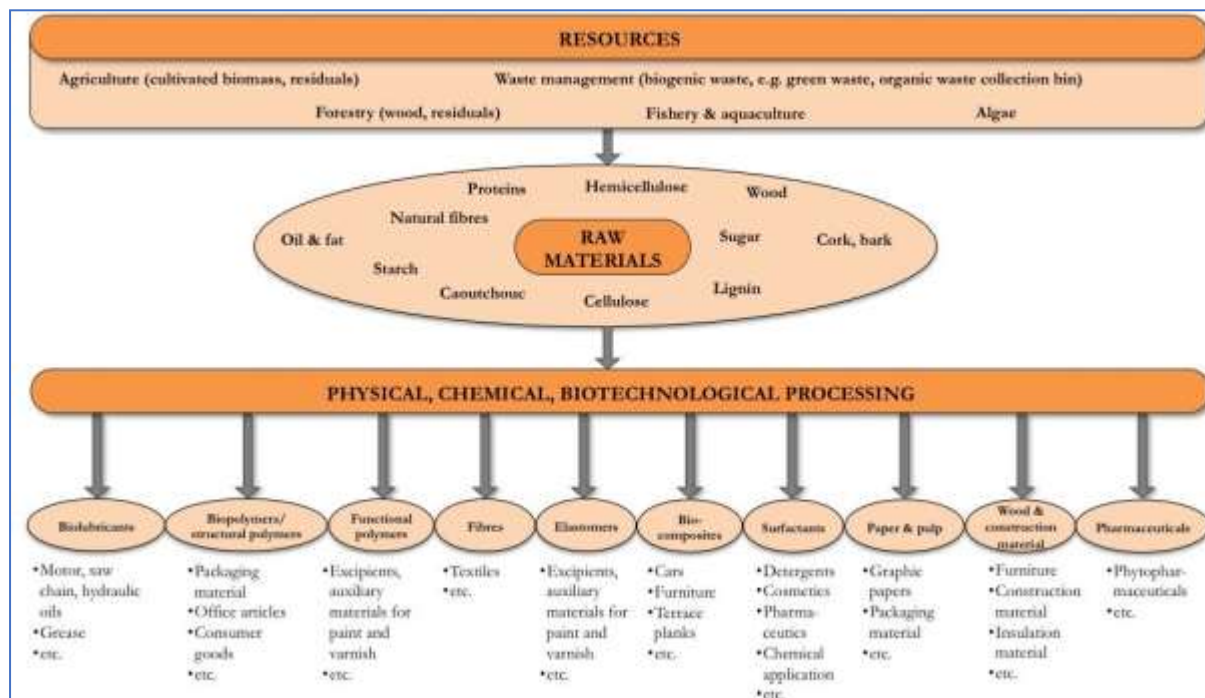 RESOURCES
Agriculture (cultivated biomass, residuals)
Waste management (biogenic waste, e.g. green waste, organic waste collection bin)
Forestry (wood, residuals)
Fishery & aquaculture
Algae
Proteins
Hemicellulose
Wood
Natural fibres
Oil & fat
RAW
MATERIALS
Sugar
Cork, bark
Starch
Caoutchouc
Cellulose
Lignin
PHYSICAL, CHEMICAL, BIOTECHNOLOGICAL PROCESSING
Biolubricants
•Motor, saw
chain, hydraulic
oils
•Grease
•etc.
Biopolymers/
structural polymers
•Packaging
material
•Office articles
•Consumer
goods
•etc.
Functional
polymers
•Excipients,
auxiliary
materials for
paint and
varnish
•etc.
Fibres
•Textiles
•etc.
Elastomers
•Excipients,
auxiliary
materials for
paint and
varnish
•etc.
Bio-
composites
•Cars
•Furniture
•Terrace
planks
•etc.
Surfactants
•Detergents
•Cosmetics
•Pharma-
ceutics
•Chemical
application
•etc.
Paper & pulp
•Graphic
papers
•Packaging
material
•etc.
Wood &
construction
material
•Furniture
•Construction
material
•Insulation
material
•etc.
Pharmaceuticals
•Phytophar-
maceuticals
•etc.